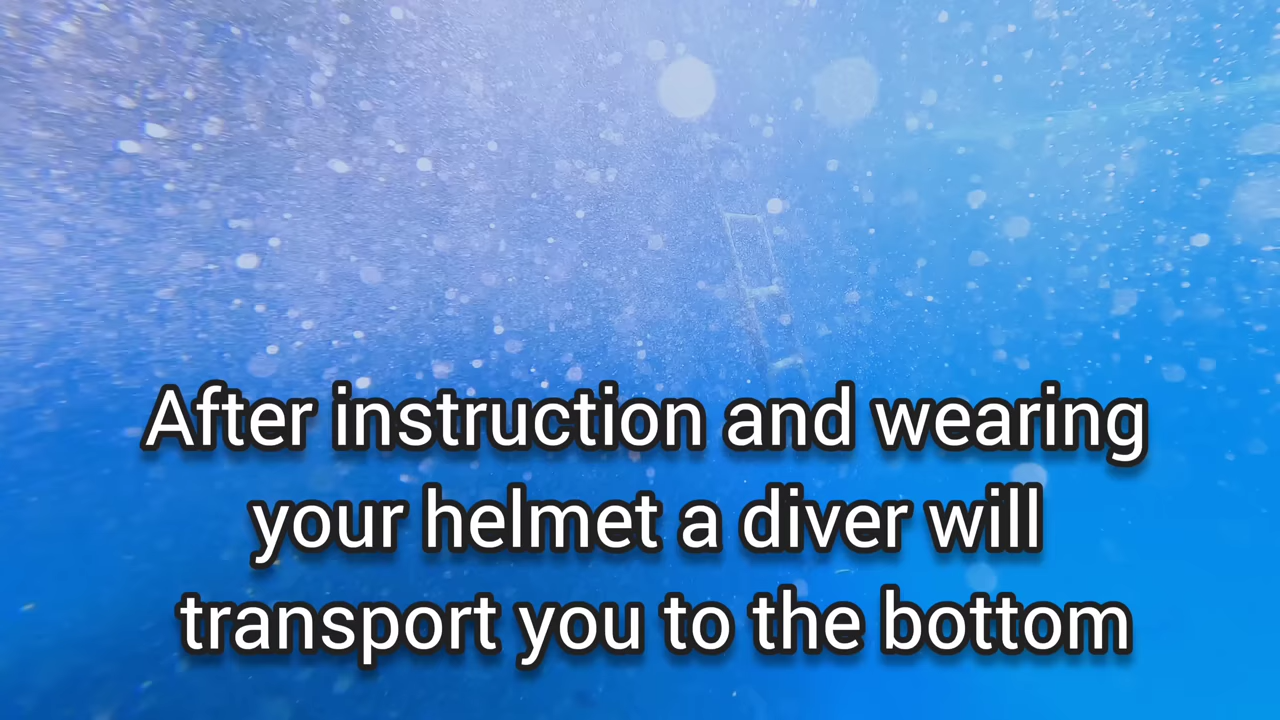 After instruction and wearing
your helmet a diver will
transport you to the bottom